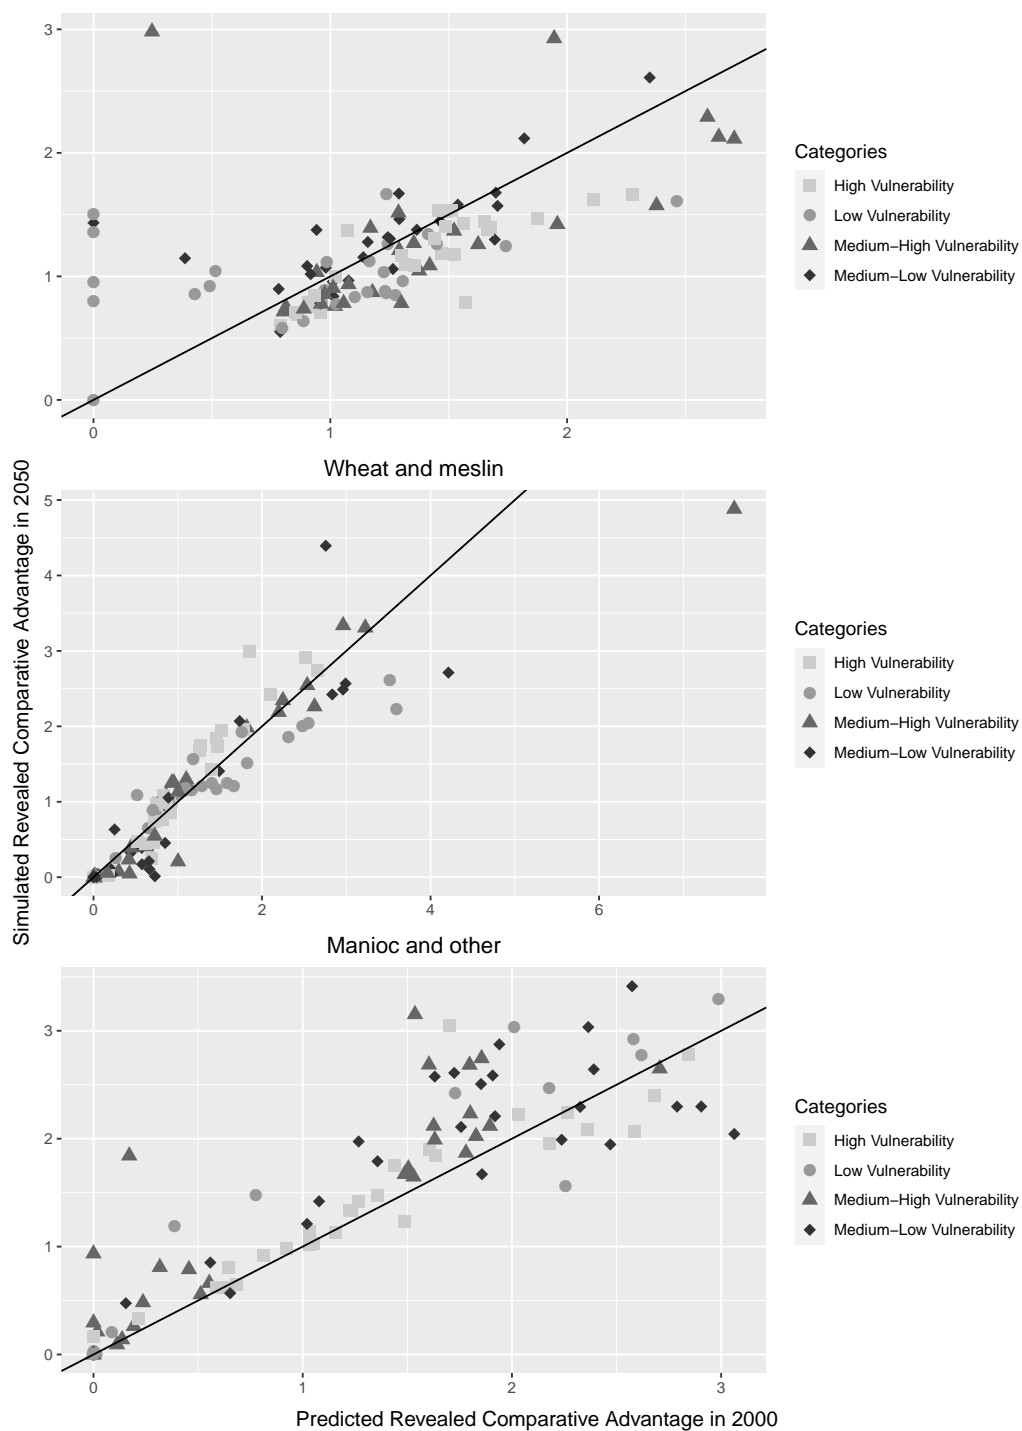 3
2
1
0
0
1
2
Categories
High Vulnerability
Low Vulnerability
Medium−High Vulnerability
Medium−Low Vulnerability
Wheat and meslin
Simulated Revealed Comparative Advantage in 2050
5
4
3
2
1
0
0
2
4
6
Categories
High Vulnerability
Low Vulnerability
Medium−High Vulnerability
Medium−Low Vulnerability
Manioc and other
3
2
1
0
0
1
2
3
Categories
High Vulnerability
Low Vulnerability
Medium−High Vulnerability
Medium−Low Vulnerability
Predicted Revealed Comparative Advantage in 2000